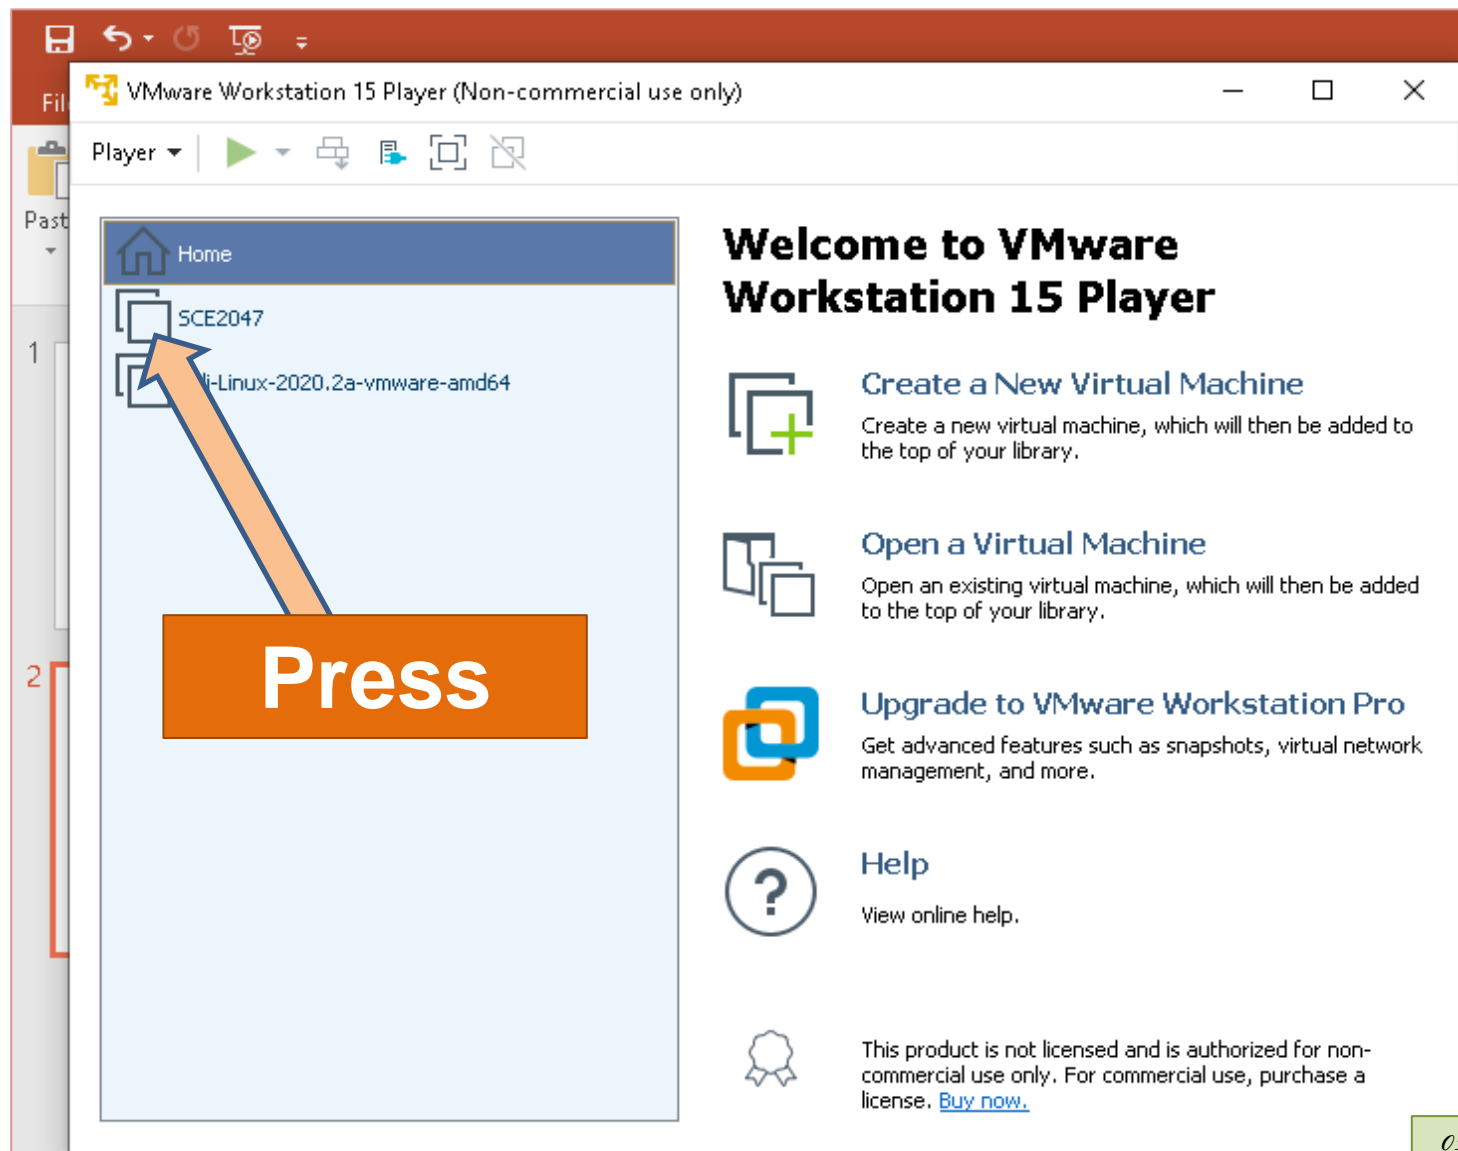 Fil
VMware Workstation 15 Player (Non-commercial use only)
Player
Past
Home
SCE2047
i-Linux-2020.2a-vmware-amd64
1
2
Press
Welcome to VMware
Workstation 15 Player
Create a New Virtual Machine
Create a new virtual machine, which will then be added to
the top of your library.
Open a Virtual Machine
Open an existing virtual machine, which will then be added
to the top of your library.
Upgrade to VMware Workstation Pro
Get advanced features such as snapshots, virtual network
management, and more.
Help
View online help.
This product is not licensed and is authorized for non-
commercial use only. For commercial use, purchase a
license. Buy now.